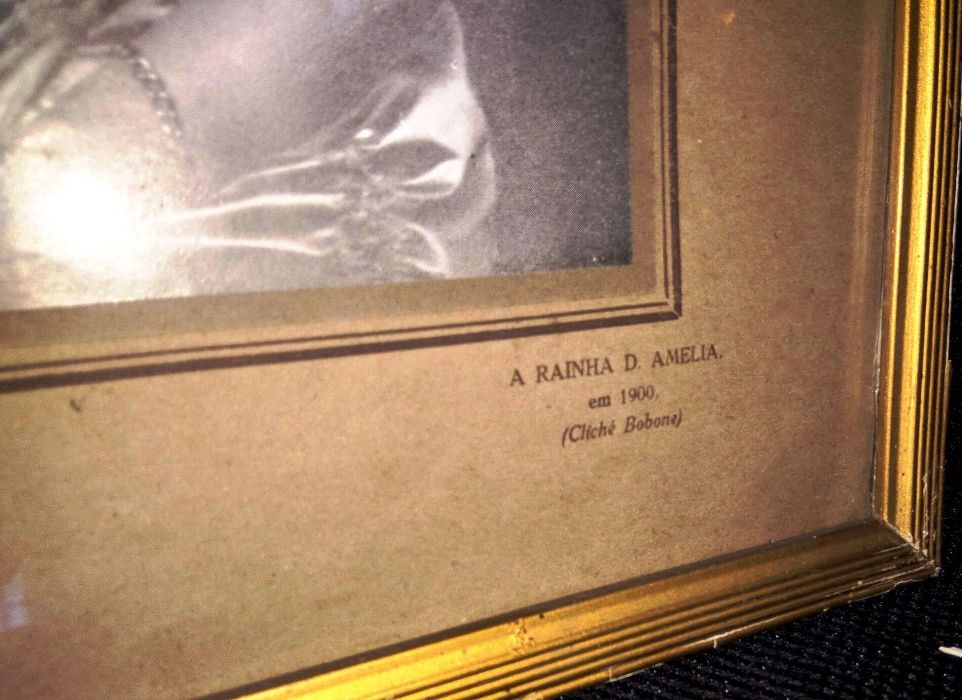 A RAINHA D. AMELIA.
em 1900.
(Cliché Bobone)